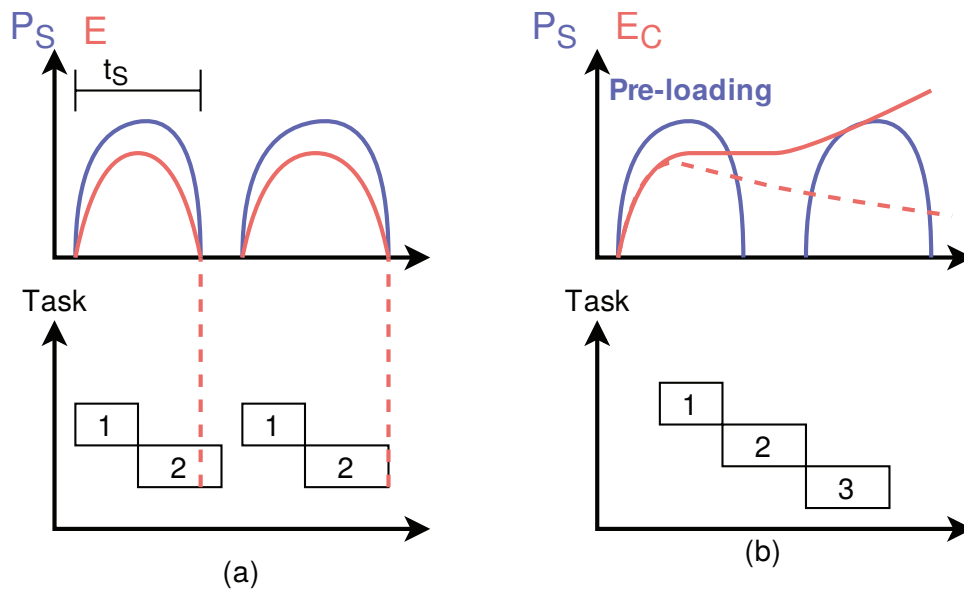 P_S E
t_S
Task
1
2
1
2
(a)
P_S E_C
Pre-loading
Task
1
2
3
(b)